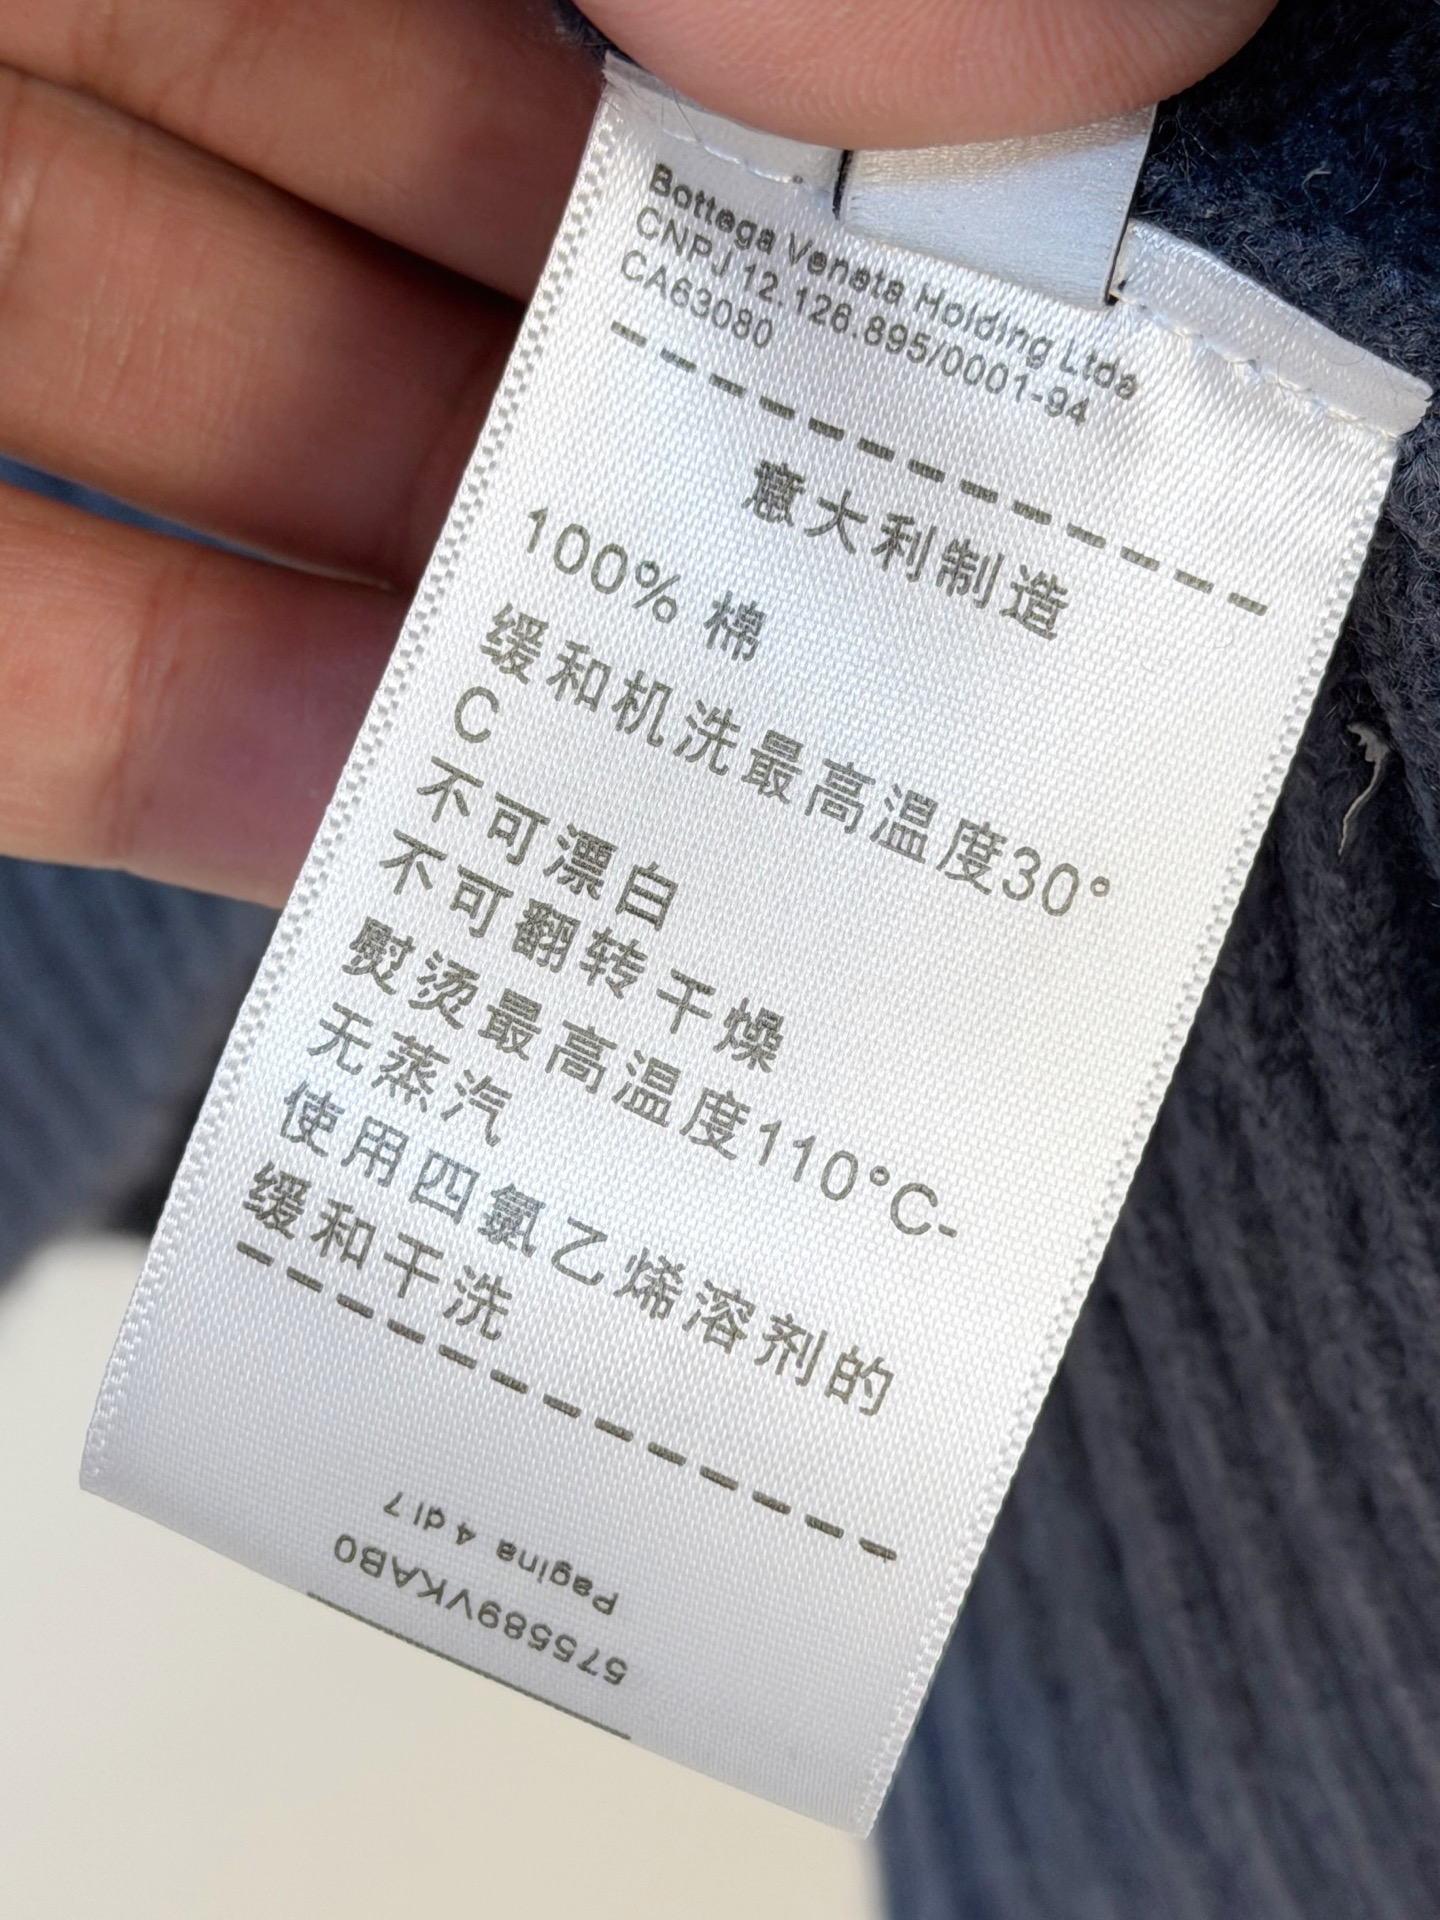 Bottega Veneta Holding Ltda
CNPJ 12.126.895/0001-94
CA63080
意大利制造
100% 棉
缓和机洗最高温度30°
C
不可漂白
不可翻转干燥
熨烫最高温度110°C-
无蒸汽
使用四氯乙烯溶剂的
缓和干洗
Pagina 4 di 7
575589VKAB0